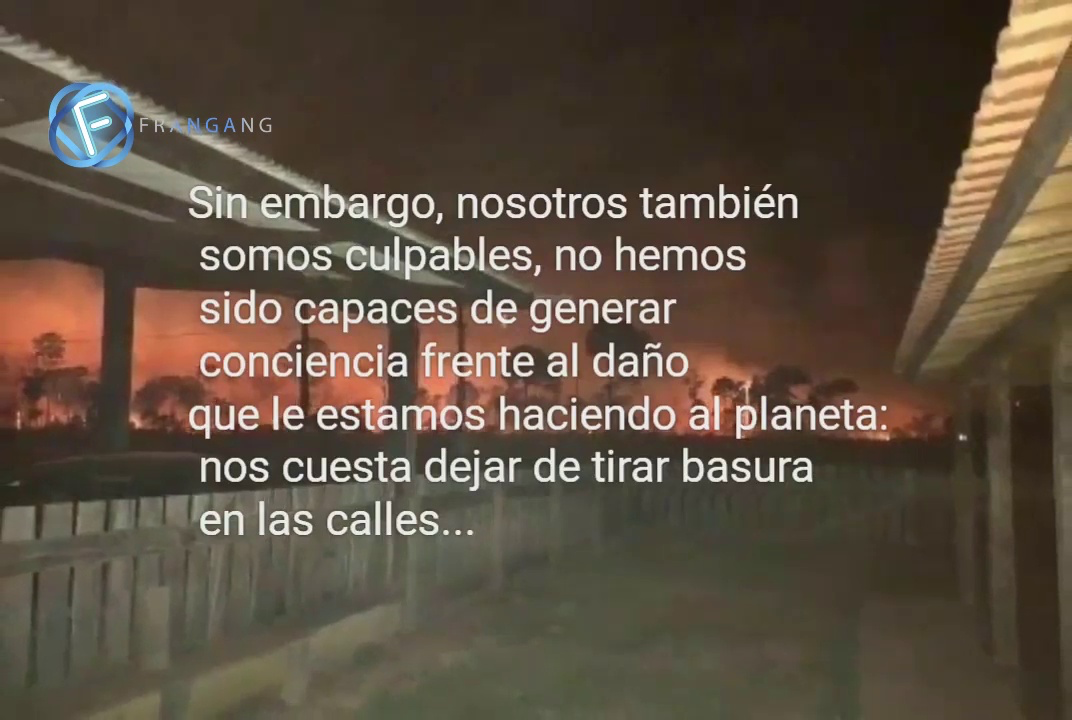 FRANGANG
Sin embargo, nosotros también
somos culpables, no hemos
sido capaces de generar
conciencia frente al daño
que le estamos haciendo al planeta:
nos cuesta dejar de tirar basura
en las calles...